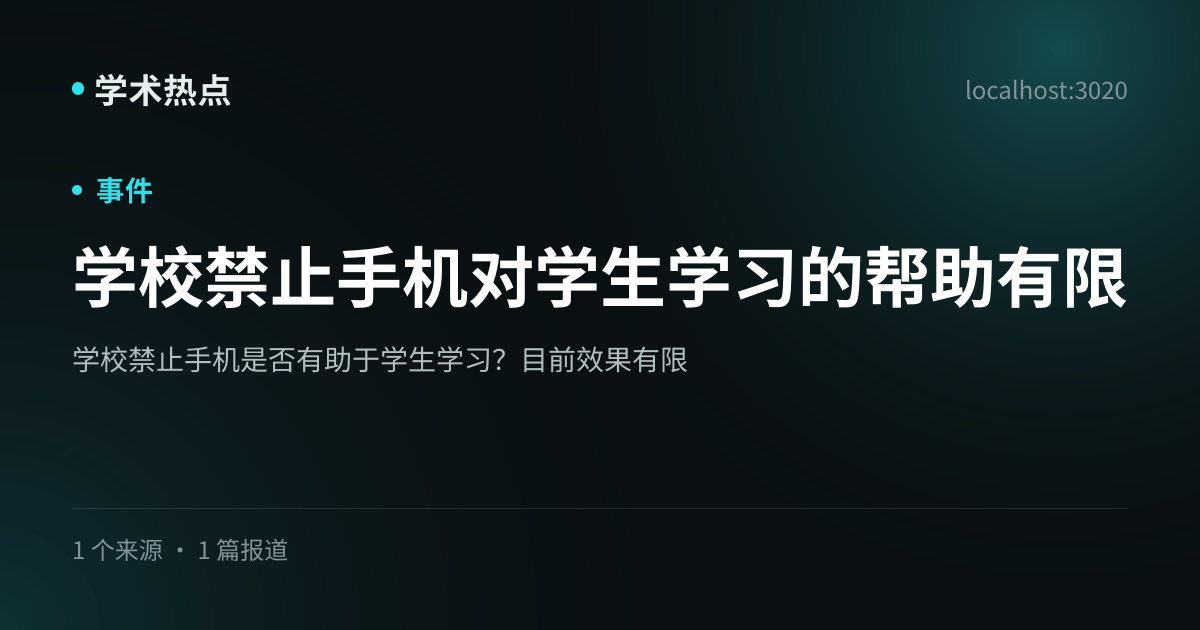 学术热点
localhost:3020
事件
学校禁止手机对学生学习的帮助有限
学校禁止手机是否有助于学生学习？目前效果有限
1 个来源 · 1 篇报道